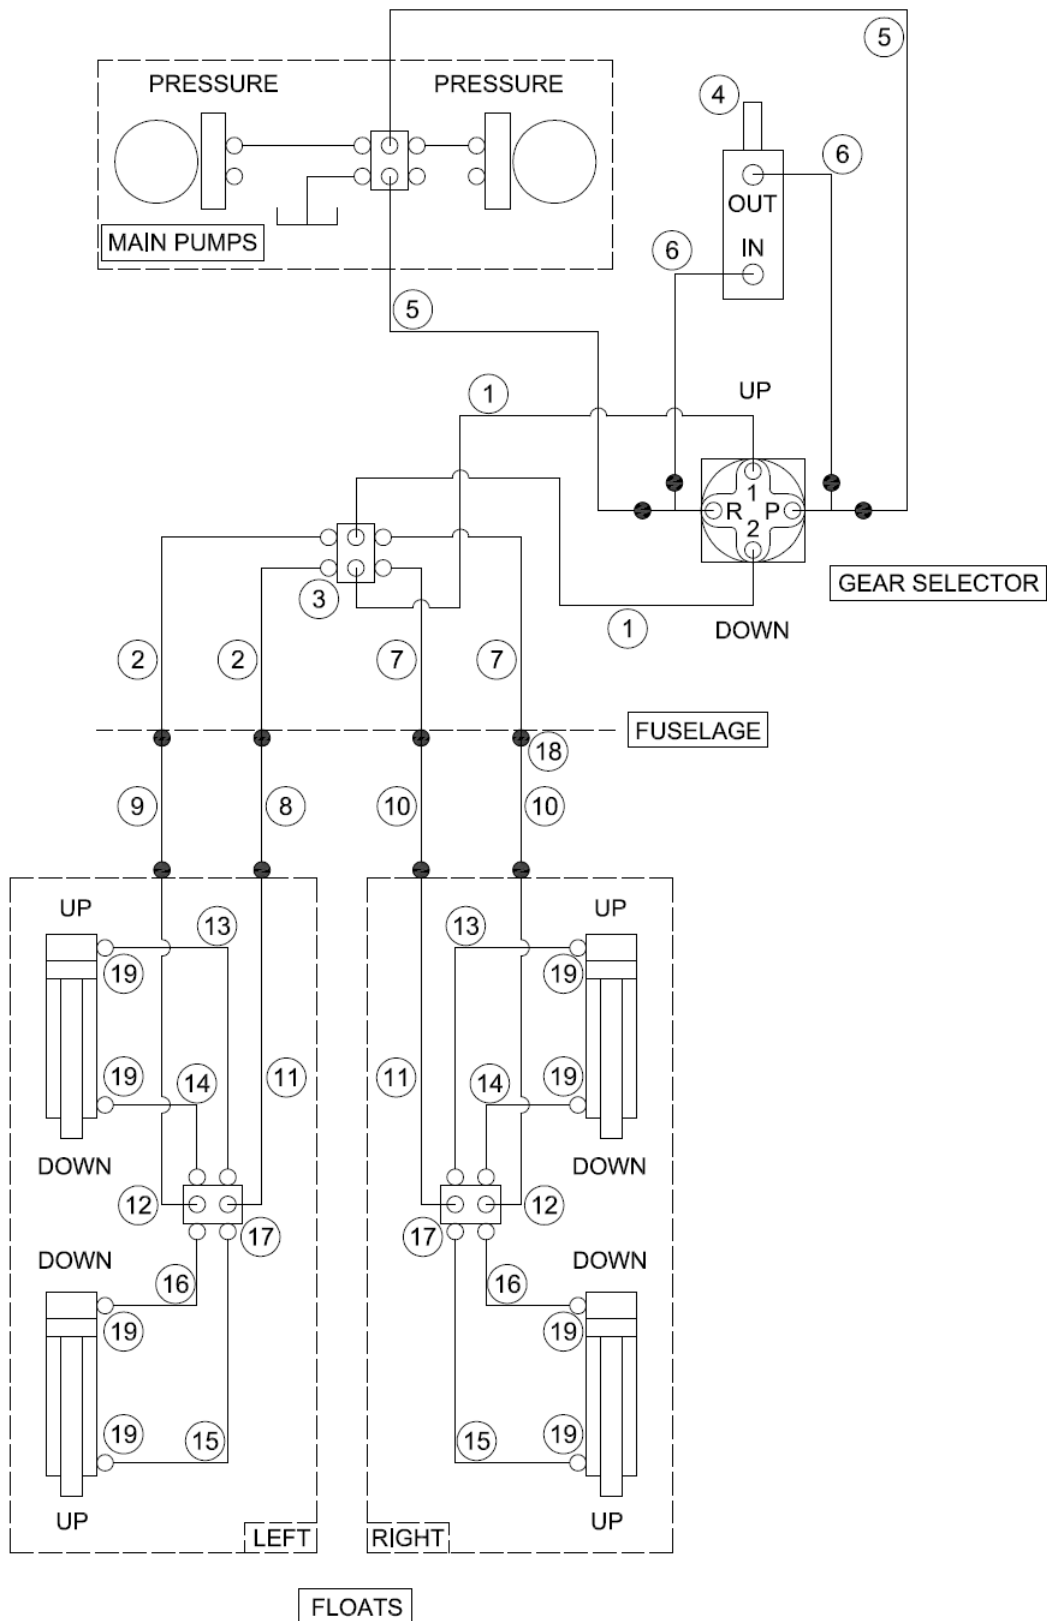 5
PRESSURE PRESSURE
4
6
OUT
MAIN PUMPS
IN
6
5
UP
1
1
R P
2
GEAR SELECTOR
3
1
DOWN
2 2 7 7
FUSELAGE
18
9 8 10 10
UP UP
13 13
19 19
19 14 11 11 14 19
DOWN DOWN
12 12
17 17
DOWN DOWN
16 16
19 19
19 15 15 19
UP UP
LEFT RIGHT
FLOATS